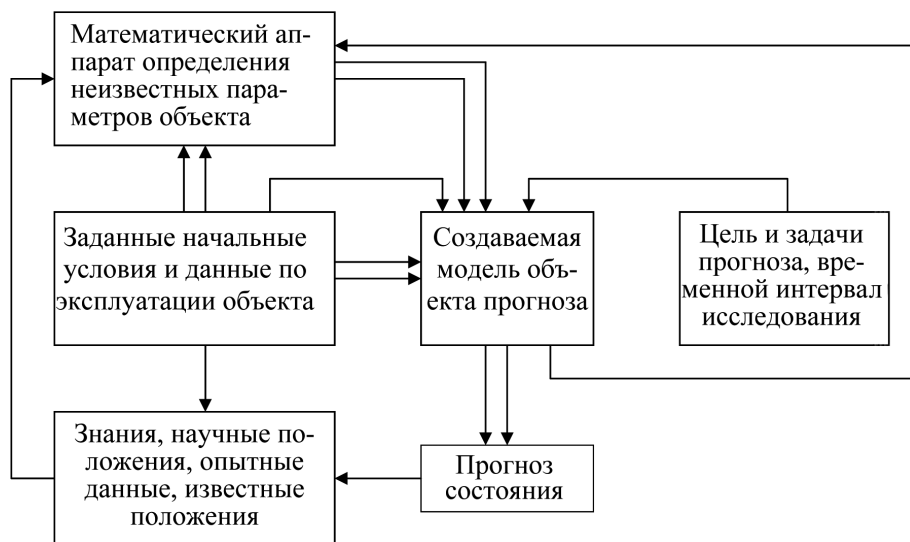 Математический ап-
парат определения
неизвестных пара-
метров объекта
Заданные начальные
условия и данные по
эксплуатации объекта
Создаваемая
модель объ-
екта прогноза
Цель и задачи
прогноза, вре-
менной интервал
исследования
Знания, научные по-
ложения, опытные
данные, известные
положения
Прогноз
состояния